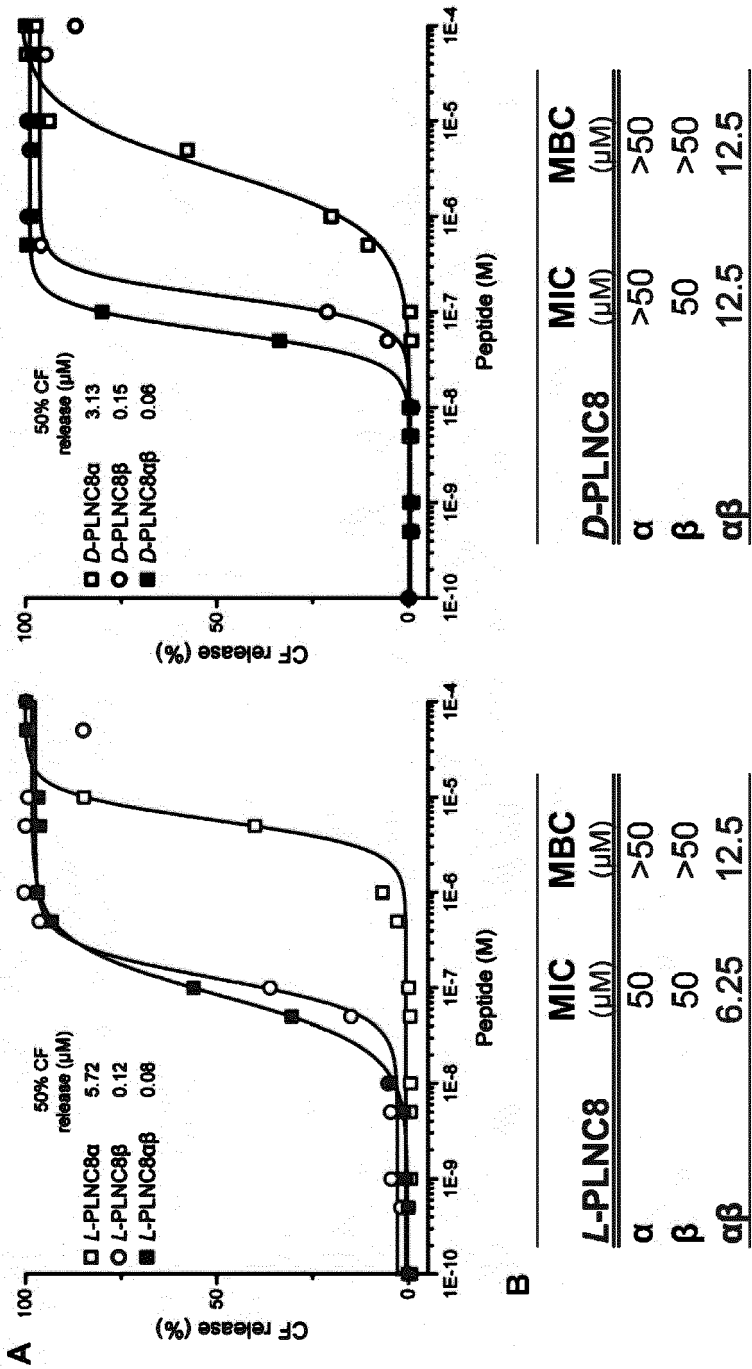 A
100
50
0
CF release (%)
50% CF
release (µM)
L-PLNC8α 5.72
L-PLNC8β 0.12
L-PLNC8αβ 0.08
1E-10 1E-9 1E-8 1E-7 1E-6 1E-5 1E-4
Peptide (M)
100
50
0
CF release (%)
50% CF
release (µM)
D-PLNC8α 3.13
D-PLNC8β 0.15
D-PLNC8αβ 0.06
1E-10 1E-9 1E-8 1E-7 1E-6 1E-5 1E-4
Peptide (M)
B
MIC MBC
L-PLNC8 (µM) (µM)
α 50 >50
β 50 >50
αβ 6.25 12.5
MIC MBC
D-PLNC8 (µM) (µM)
α >50 >50
β 50 >50
αβ 12.5 12.5